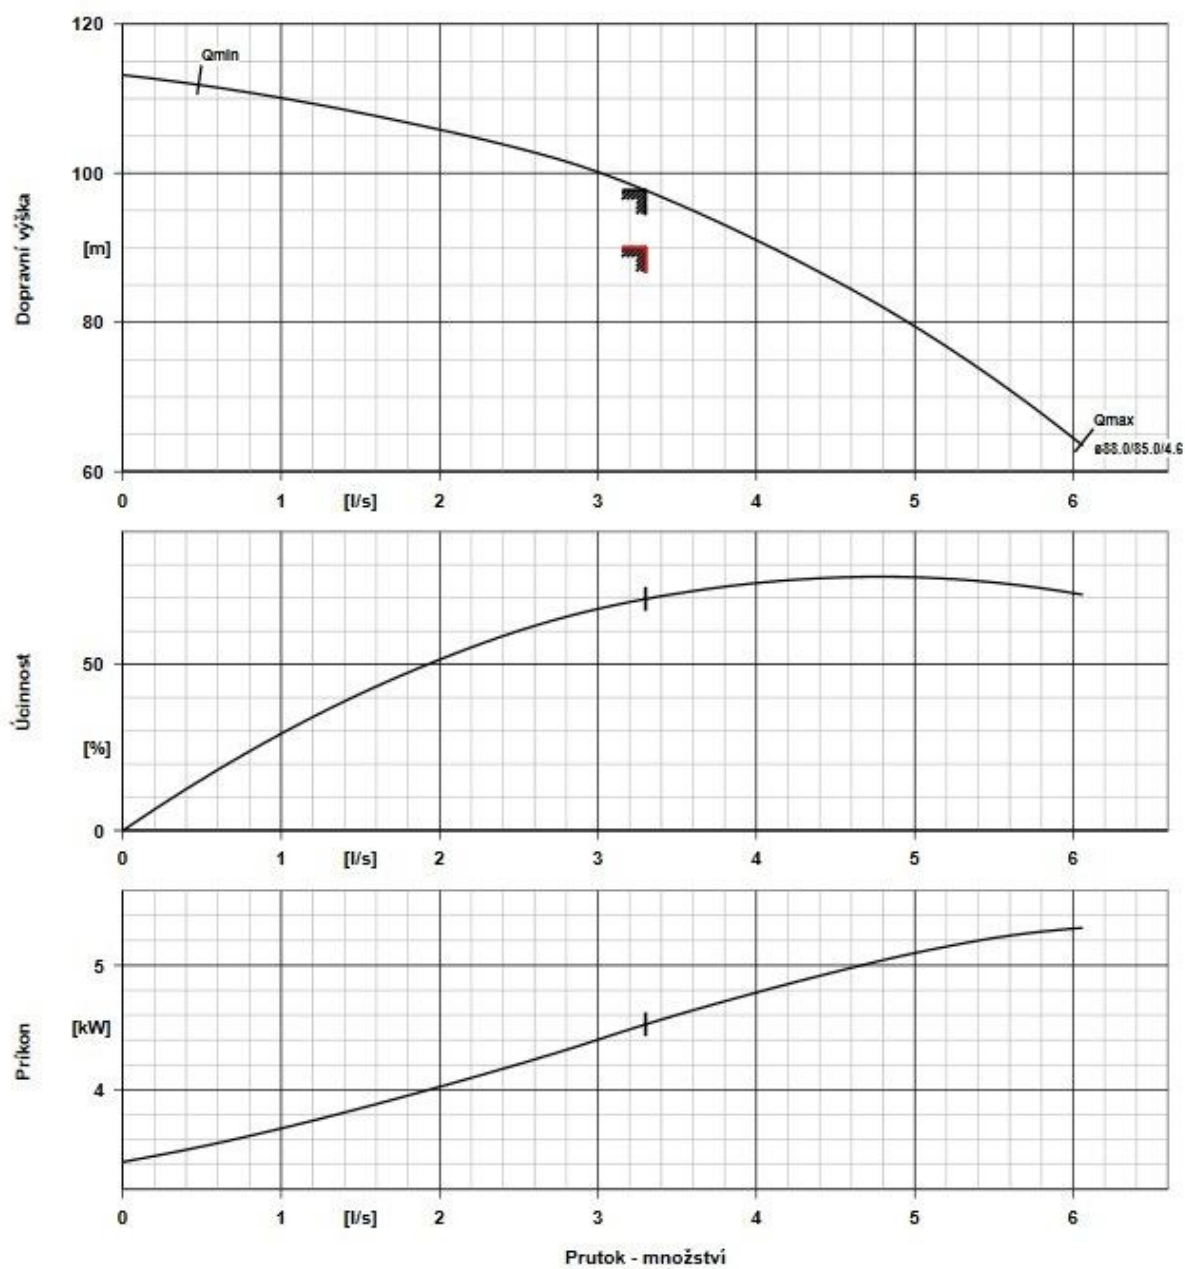 120
Qmin
100
Dopravní výška
[m]
80
Qmax
ø88.0/85.0/4.6
60
0 1 [l/s] 2 3 4 5 6
Úcinnost
50
[%]
0
0 1 [l/s] 2 3 4 5 6
5
Príkon
[kW]
4
0 1 [l/s] 2 3 4 5 6
Prutok - množství